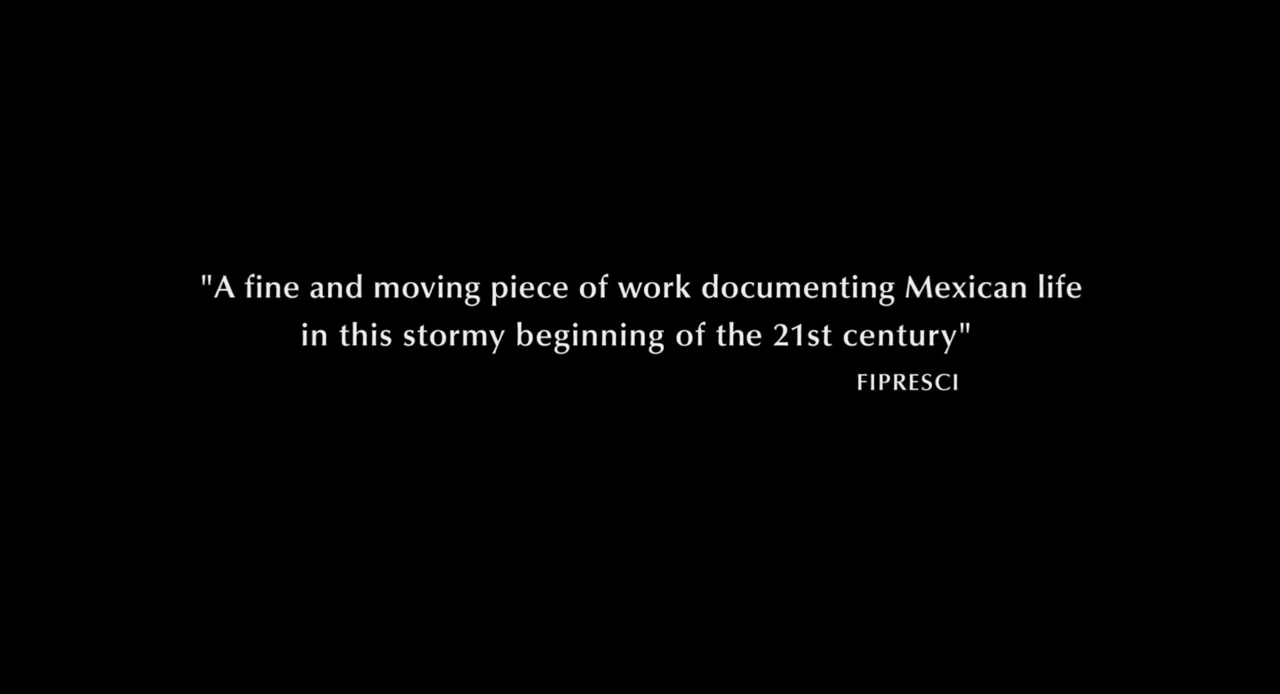 "A fine and moving piece of work documenting Mexican life
in this stormy beginning of the 21st century"
FIPRESCI